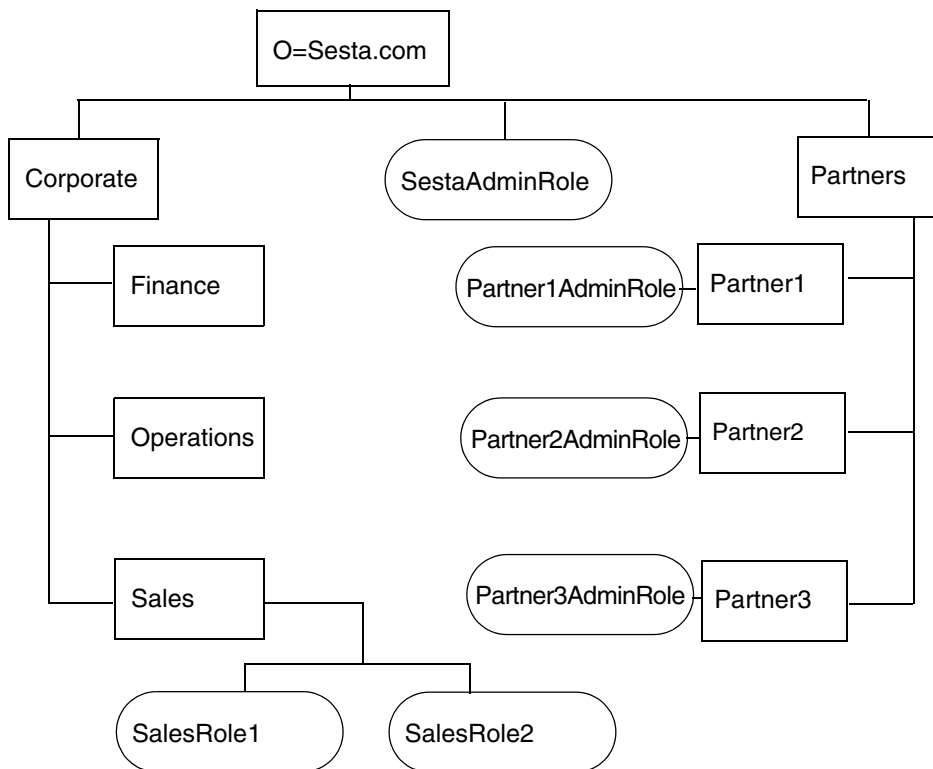 O=Sesta.com
Corporate
SestaAdminRole
Partners
Finance
Partner1AdminRole
Partner1
Operations
Partner2AdminRole
Partner2
Sales
Partner3AdminRole
Partner3
SalesRole1
SalesRole2